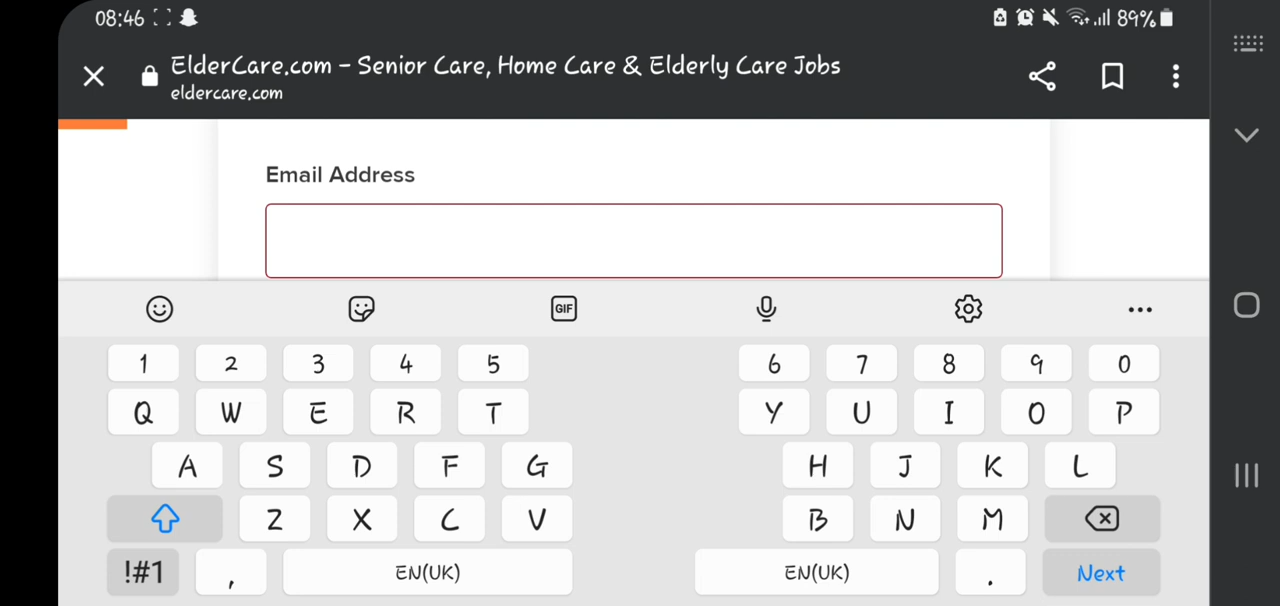 08:46 89%
ElderCare.com – Senior Care, Home Care & Elderly Care Jobs
eldercare.com
Email Address
GIF
1 2 3 4 5 6 7 8 9 0
Q W E R T Y U I O P
A S D F G H J K L
Z X C V B N M
!#1 , EN(UK) EN(UK) . Next